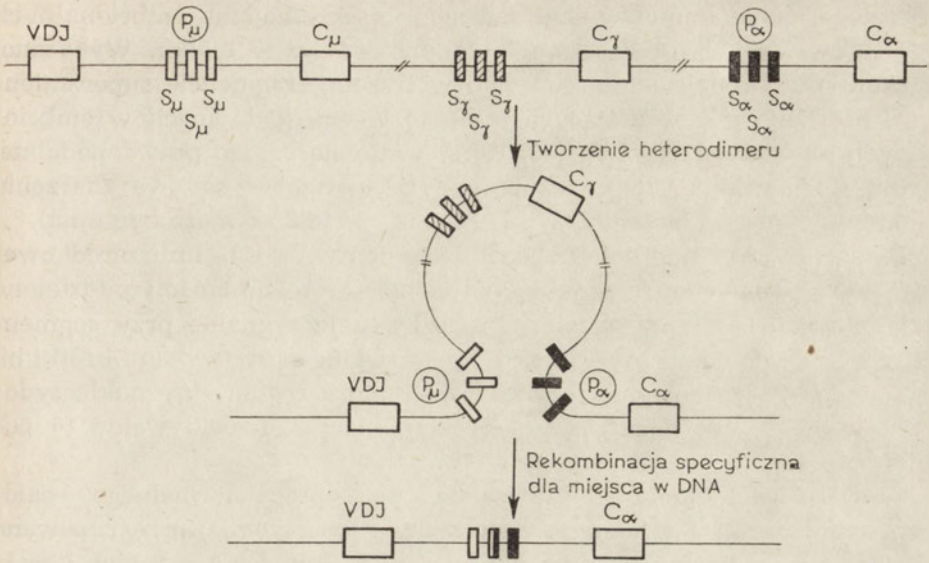 VDJ Pμ Cμ Cγ Pα Cα
Sμ Sμ Sγ Sγ Sα Sα
Sμ Sγ Sα
Tworzenie heterodimeru
Cγ
VDJ Pμ Pα Cα
Rekombinacja specyficzna
dla miejsca w DNA
VDJ Cα